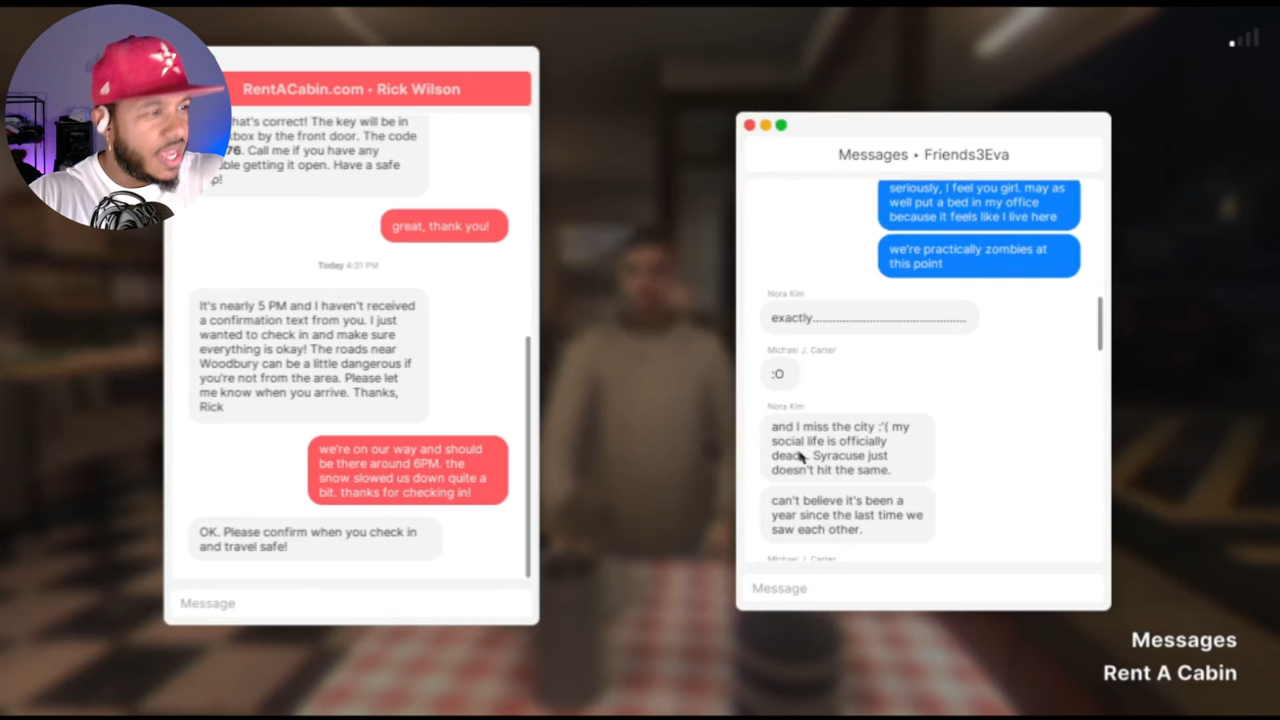 RentACabin.com • Rick Wilson
hat's correct! The key will be in
box by the front door. The code
76. Call me if you have any
ble getting it open. Have a safe
p!
great, thank you!
Today 4:31 PM
It's nearly 5 PM and I haven't received
a confirmation text from you. I just
wanted to check in and make sure
everything is okay! The roads near
Woodbury can be a little dangerous if
you're not from the area. Please let
me know when you arrive. Thanks,
Rick
we're on our way and should
be there around 6PM. the
snow slowed us down quite a
bit. thanks for checking in!
OK. Please confirm when you check in
and travel safe!
Message
Messages • Friends3Eva
seriously, I feel you girl. may as
well put a bed in my office
because it feels like I live here
we're practically zombies at
this point
Nora Kim
exactly................................................
Michael J. Carter
:O
Nora Kim
and I miss the city :'( my
social life is officially
dead. Syracuse just
doesn't hit the same.
can't believe it's been a
year since the last time we
saw each other.
Michael J. Carter
Message
Messages
Rent A Cabin